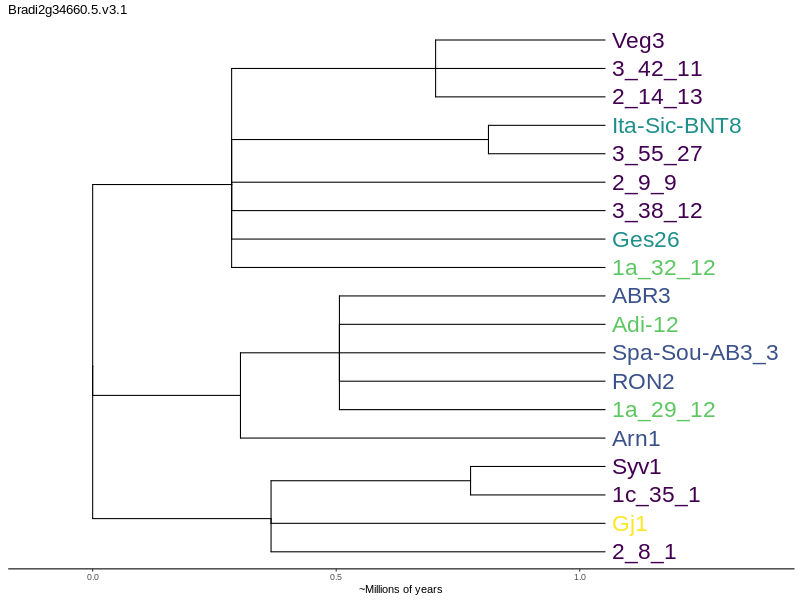 Bradi2g34660.5.v3.1
Veg3
3_42_11
2_14_13
Ita-Sic-BNT8
3_55_27
2_9_9
3_38_12
Ges26
1a_32_12
ABR3
Adi-12
Spa-Sou-AB3_3
RON2
1a_29_12
Arn1
Syv1
1c_35_1
Gj1
2_8_1
0.0 0.5 1.0
~Millions of years